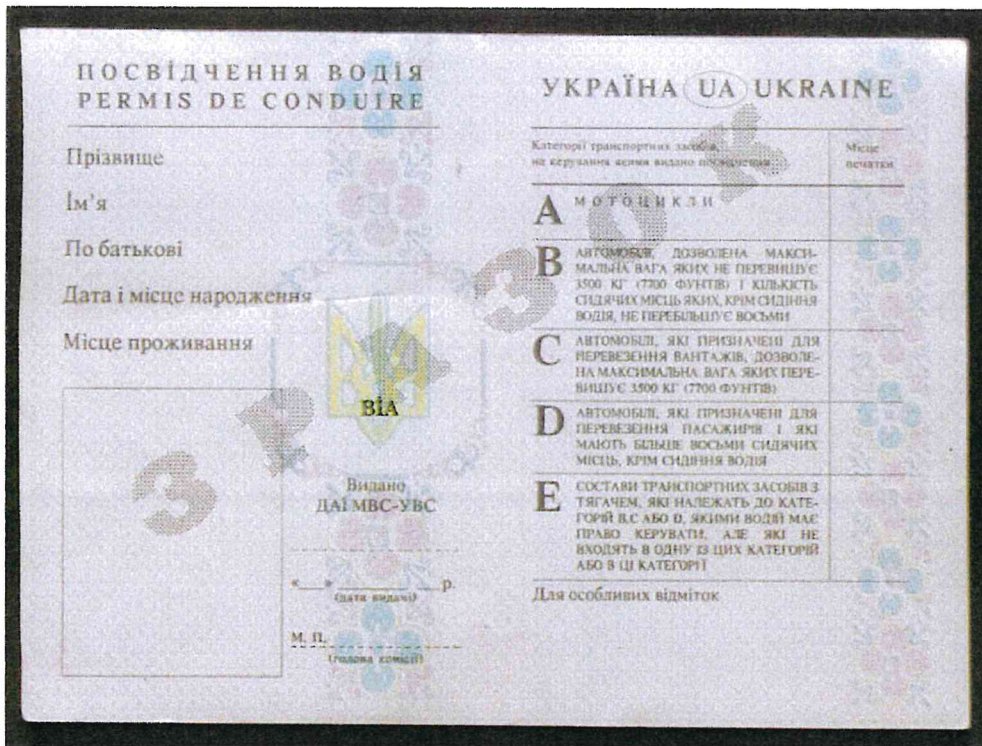 ПОСВІДЧЕННЯ ВОДІЯ
PERMIS DE CONDUIRE
Прізвище
Ім’я
По батькові
Дата і місце народження
Місце проживання
ВІА
Видано
ДАІ МВС-УВС
«___» ____________ р.
(дата видачі)
М. П.
(голова комісії)
УКРАЇНА UA UKRAINE
Категорії транспортних засобів,
на керування якими видано посвідчення
Місце
печатки
A МОТОЦИКЛИ
B АВТОМОБІЛІ, ДОЗВОЛЕНА МАКСИ-
МАЛЬНА ВАГА ЯКИХ НЕ ПЕРЕВИЩУЄ
3500 КГ (7700 ФУНТІВ) І КІЛЬКІСТЬ
СИДЯЧИХ МІСЦЬ ЯКИХ, КРІМ СИДІННЯ
ВОДІЯ, НЕ ПЕРЕБІЛЬШУЄ ВОСЬМИ
C АВТОМОБІЛІ, ЯКІ ПРИЗНАЧЕНІ ДЛЯ
ПЕРЕВЕЗЕННЯ ВАНТАЖІВ, ДОЗВОЛЕ-
НА МАКСИМАЛЬНА ВАГА ЯКИХ ПЕРЕ-
ВИЩУЄ 3500 КГ (7700 ФУНТІВ)
D АВТОМОБІЛІ, ЯКІ ПРИЗНАЧЕНІ ДЛЯ
ПЕРЕВЕЗЕННЯ ПАСАЖИРІВ І ЯКІ
МАЮТЬ БІЛЬШЕ ВОСЬМИ СИДЯЧИХ
МІСЦЬ, КРІМ СИДІННЯ ВОДІЯ
E СОСТАВИ ТРАНСПОРТНИХ ЗАСОБІВ З
ТЯГАЧЕМ, ЯКІ НАЛЕЖАТЬ ДО КАТЕ-
ГОРІЙ В,С АБО D, ЯКИМИ ВОДІЙ МАЄ
ПРАВО КЕРУВАТИ, АЛЕ ЯКІ НЕ
ВХОДЯТЬ В ОДНУ ІЗ ЦИХ КАТЕГОРІЙ
АБО В ЦІ КАТЕГОРІЇ
Для особливих відміток
ЗРАЗОК